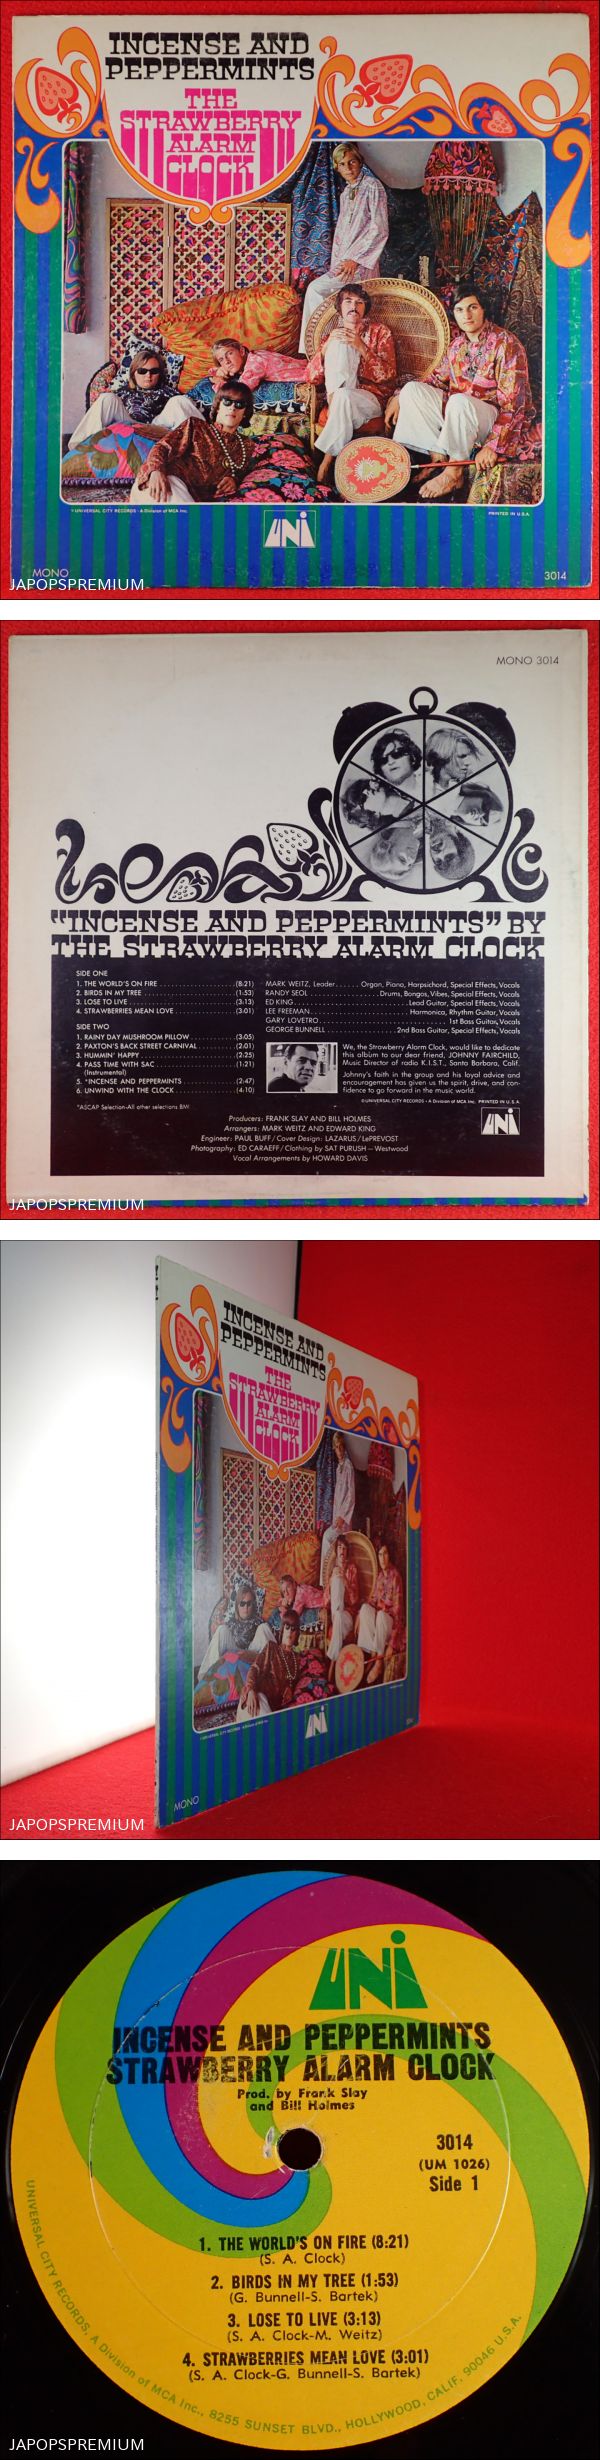 INCENSE AND
PEPPERMINTS
THE
STRAWBERRY
ALARM
CLOCK
© UNIVERSAL CITY RECORDS · A Division of MCA Inc.
PRINTED IN U.S.A.
UNI
MONO
3014
JAPOPSPREMIUM
MONO 3014
"INCENSE AND PEPPERMINTS" BY
THE STRAWBERRY ALARM CLOCK
SIDE ONE
1. THE WORLD'S ON FIRE (8:21)
2. BIRDS IN MY TREE (1:53)
3. LOSE TO LIVE (3:13)
4. STRAWBERRIES MEAN LOVE (3:01)
SIDE TWO
1. RAINY DAY MUSHROOM PILLOW (3:05)
2. PAXTON'S BACK STREET CARNIVAL (2:01)
3. HUMMIN' HAPPY (2:25)
4. PASS TIME WITH SAC (1:21)
(Instrumental)
5. *INCENSE AND PEPPERMINTS (2:47)
6. UNWIND WITH THE CLOCK (4:10)
*ASCAP Selection-All other selections BMI
MARK WEITZ, Leader Organ, Piano, Harpsichord, Special Effects, Vocals
RANDY SEOL Drums, Bongos, Vibes, Special Effects, Vocals
ED KING Lead Guitar, Special Effects, Vocals
LEE FREEMAN Harmonica, Rhythm Guitar, Vocals
GARY LOVETRO 1st Bass Guitar, Vocals
GEORGE BUNNELL 2nd Bass Guitar, Special Effects, Vocals
We, the Strawberry Alarm Clock, would like to dedicate
this album to our dear friend, JOHNNY FAIRCHILD,
Music Director of radio K.I.S.T., Santa Barbara, Calif.
Johnny's faith in the group and his loyal advice and
encouragement has given us the spirit, drive, and con-
fidence to go forward in the music world.
© UNIVERSAL CITY RECORDS · A Division of MCA Inc. PRINTED IN U.S.A.
UNI
Producers: FRANK SLAY AND BILL HOLMES
Arrangers: MARK WEITZ AND EDWARD KING
Engineer: PAUL BUFF / Cover Design: LAZARUS / LePREVOST
Photography: ED CARAEFF / Clothing by SAT PURUSH — Westwood
Vocal Arrangements by HOWARD DAVIS
JAPOPSPREMIUM
INCENSE AND
PEPPERMINTS
THE
STRAWBERRY
ALARM
CLOCK
UNI
MONO
JAPOPSPREMIUM
UNI
INCENSE AND PEPPERMINTS
STRAWBERRY ALARM CLOCK
Prod. by Frank Slay
and Bill Holmes
3014
(UM 1026)
Side 1
1. THE WORLD'S ON FIRE (8:21)
(S. A. Clock)
2. BIRDS IN MY TREE (1:53)
(G. Bunnell-S. Bartek)
3. LOSE TO LIVE (3:13)
(S. A. Clock-M. Weitz)
4. STRAWBERRIES MEAN LOVE (3:01)
(S. A. Clock-G. Bunnell-S. Bartek)
UNIVERSAL CITY RECORDS, A Division of MCA Inc., 8255 SUNSET BLVD., HOLLYWOOD, CALIF. 90046 U.S.A.
JAPOPSPREMIUM